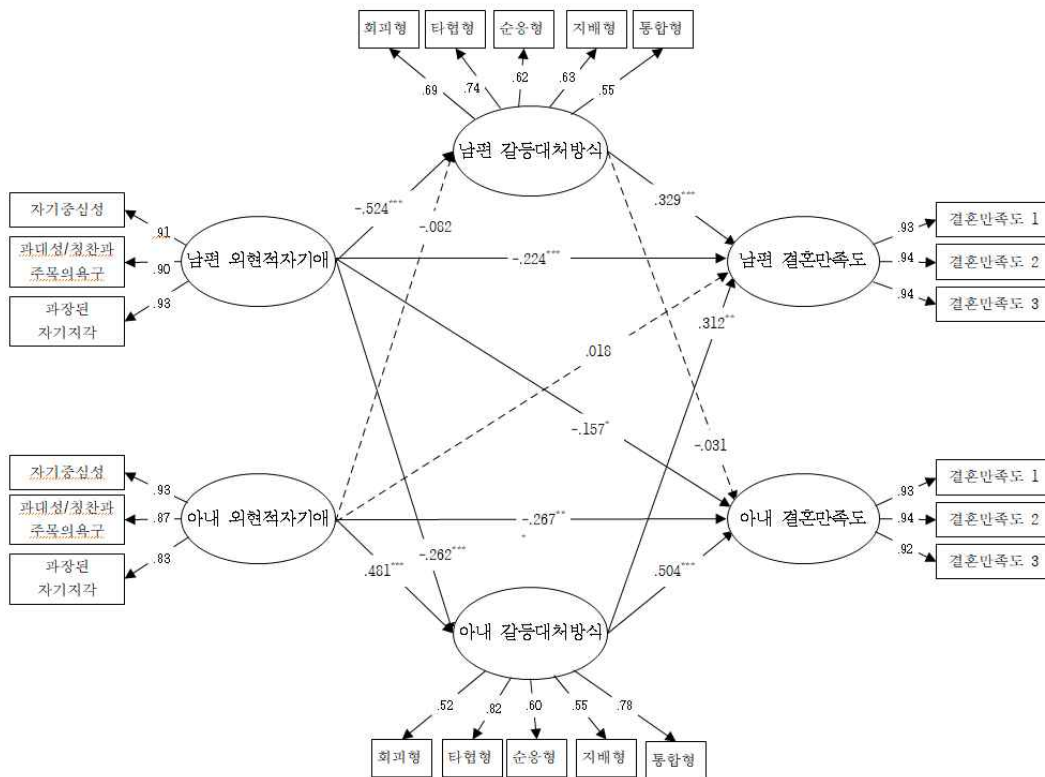 회피형 타협형 순응형 지배형 통합형
.69 .74 .62 .63 .55
남편 갈등대처방식
자기중심성
과대성/칭찬과
주목의욕구
과장된
자기지각
.91
.90
.93
남편 외현적자기애
-.524***
-.082
.329***
-.224***
남편 결혼만족도
.93
.94
.94
결혼만족도 1
결혼만족도 2
결혼만족도 3
.312**
.018
-.157*
-.031
자기중심성
과대성/칭찬과
주목의욕구
과장된
자기지각
.93
.87
.83
아내 외현적자기애
-.267**
*
-.262***
.481***
.504***
아내 결혼만족도
.93
.94
.92
결혼만족도 1
결혼만족도 2
결혼만족도 3
아내 갈등대처방식
.52 .82 .60 .55 .78
회피형 타협형 순응형 지배형 통합형